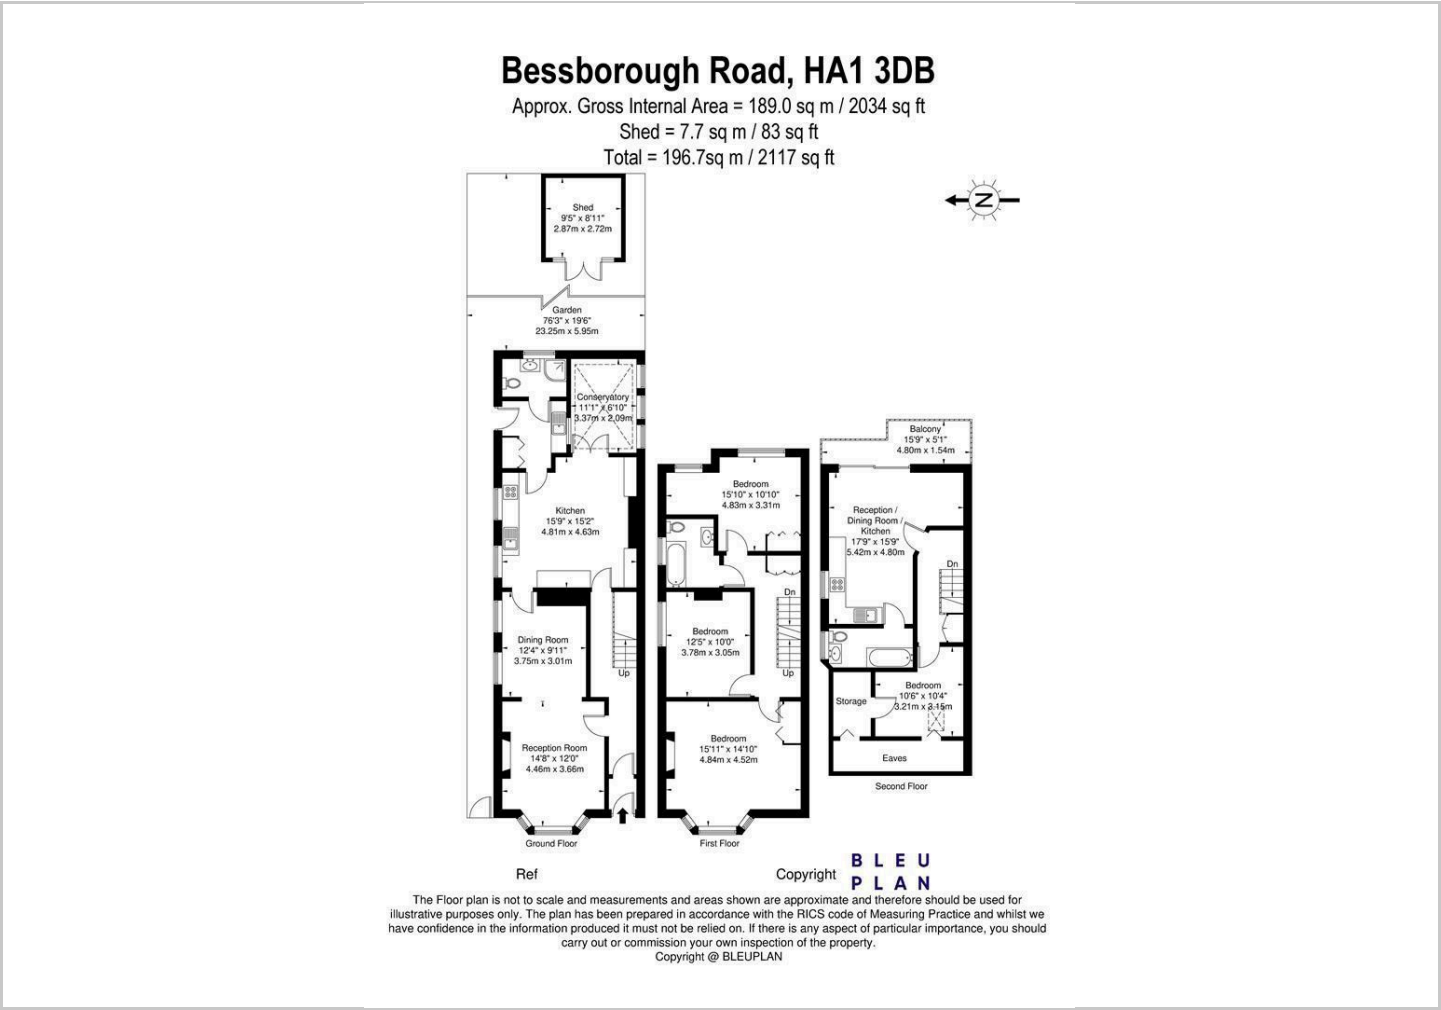 Bessborough Road, HA1 3DB
Approx. Gross Internal Area = 189.0 sq m / 2034 sq ft
Shed = 7.7 sq m / 83 sq ft
Total = 196.7sq m / 2117 sq ft
N
Shed
9'5" x 8'11"
2.87m x 2.72m
Garden
76'3" x 19'6"
23.25m x 5.95m
Conservatory
11'1" x 6'10"
3.37m x 2.09m
Kitchen
15'9" x 15'2"
4.81m x 4.63m
Dining Room
12'4" x 9'11"
3.75m x 3.01m
Up
Reception Room
14'8" x 12'0"
4.46m x 3.66m
Ground Floor
Bedroom
15'10" x 10'10"
4.83m x 3.31m
Dn
Bedroom
12'5" x 10'0"
3.78m x 3.05m
Up
Bedroom
15'11" x 14'10"
4.84m x 4.52m
First Floor
Balcony
15'9" x 5'1"
4.80m x 1.54m
Reception /
Dining Room /
Kitchen
17'9" x 15'9"
5.42m x 4.80m
Dn
Bedroom
10'6" x 10'4"
3.21m x 3.15m
Storage
Eaves
Second Floor
Ref
Copyright
BLEU
PLAN
The Floor plan is not to scale and measurements and areas shown are approximate and therefore should be used for
illustrative purposes only. The plan has been prepared in accordance with the RICS code of Measuring Practice and whilst we
have confidence in the information produced it must not be relied on. If there is any aspect of particular importance, you should
carry out or commission your own inspection of the property.
Copyright @ BLEUPLAN